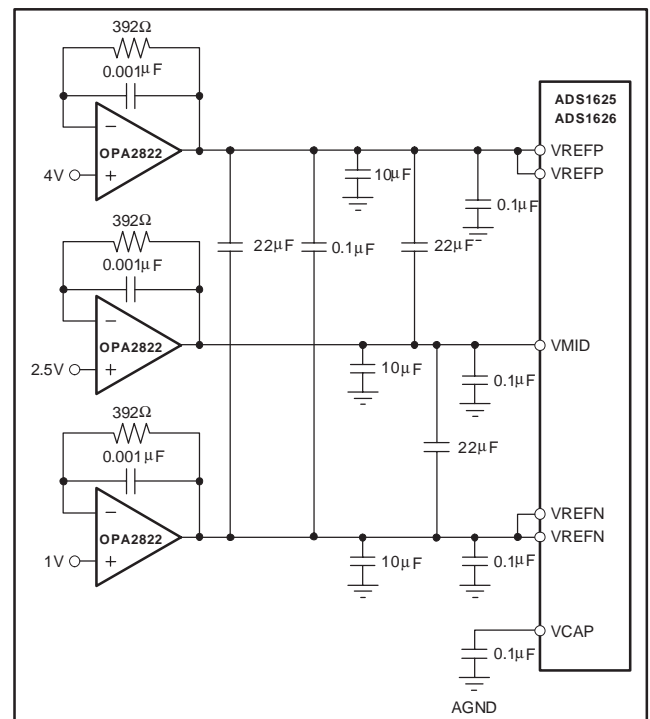 392Ω
0.001µF
OPA2822
4V
ADS1625
ADS1626
VREFP
VREFP
10µF
0.1µF
392Ω
0.001µF
22µF
0.1µF
22µF
OPA2822
2.5V
VMID
10µF
0.1µF
392Ω
0.001µF
22µF
OPA2822
1V
VREFN
VREFN
10µF
0.1µF
VCAP
0.1µF
AGND